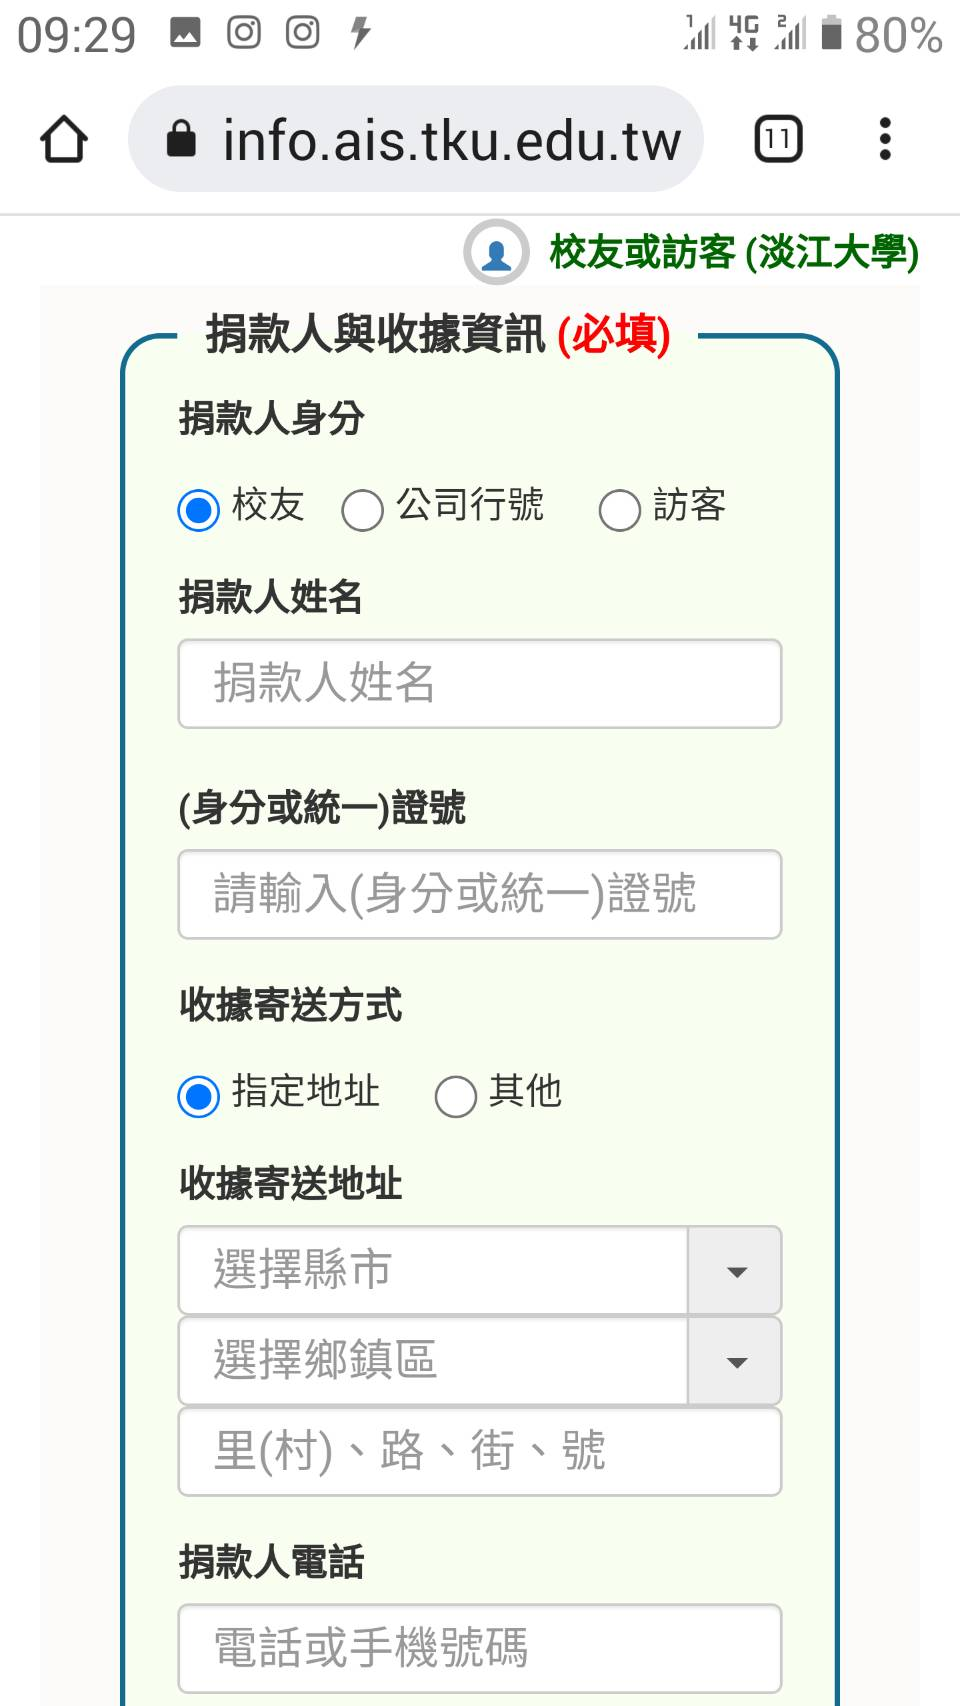 09:29 1 4G 2 80%
info.ais.tku.edu.tw 11
校友或訪客 (淡江大學)
捐款人與收據資訊 (必填)
捐款人身分
校友 公司行號 訪客
捐款人姓名
捐款人姓名
(身分或統一)證號
請輸入(身分或統一)證號
收據寄送方式
指定地址 其他
收據寄送地址
選擇縣市
選擇鄉鎮區
里(村)、路、街、號
捐款人電話
電話或手機號碼